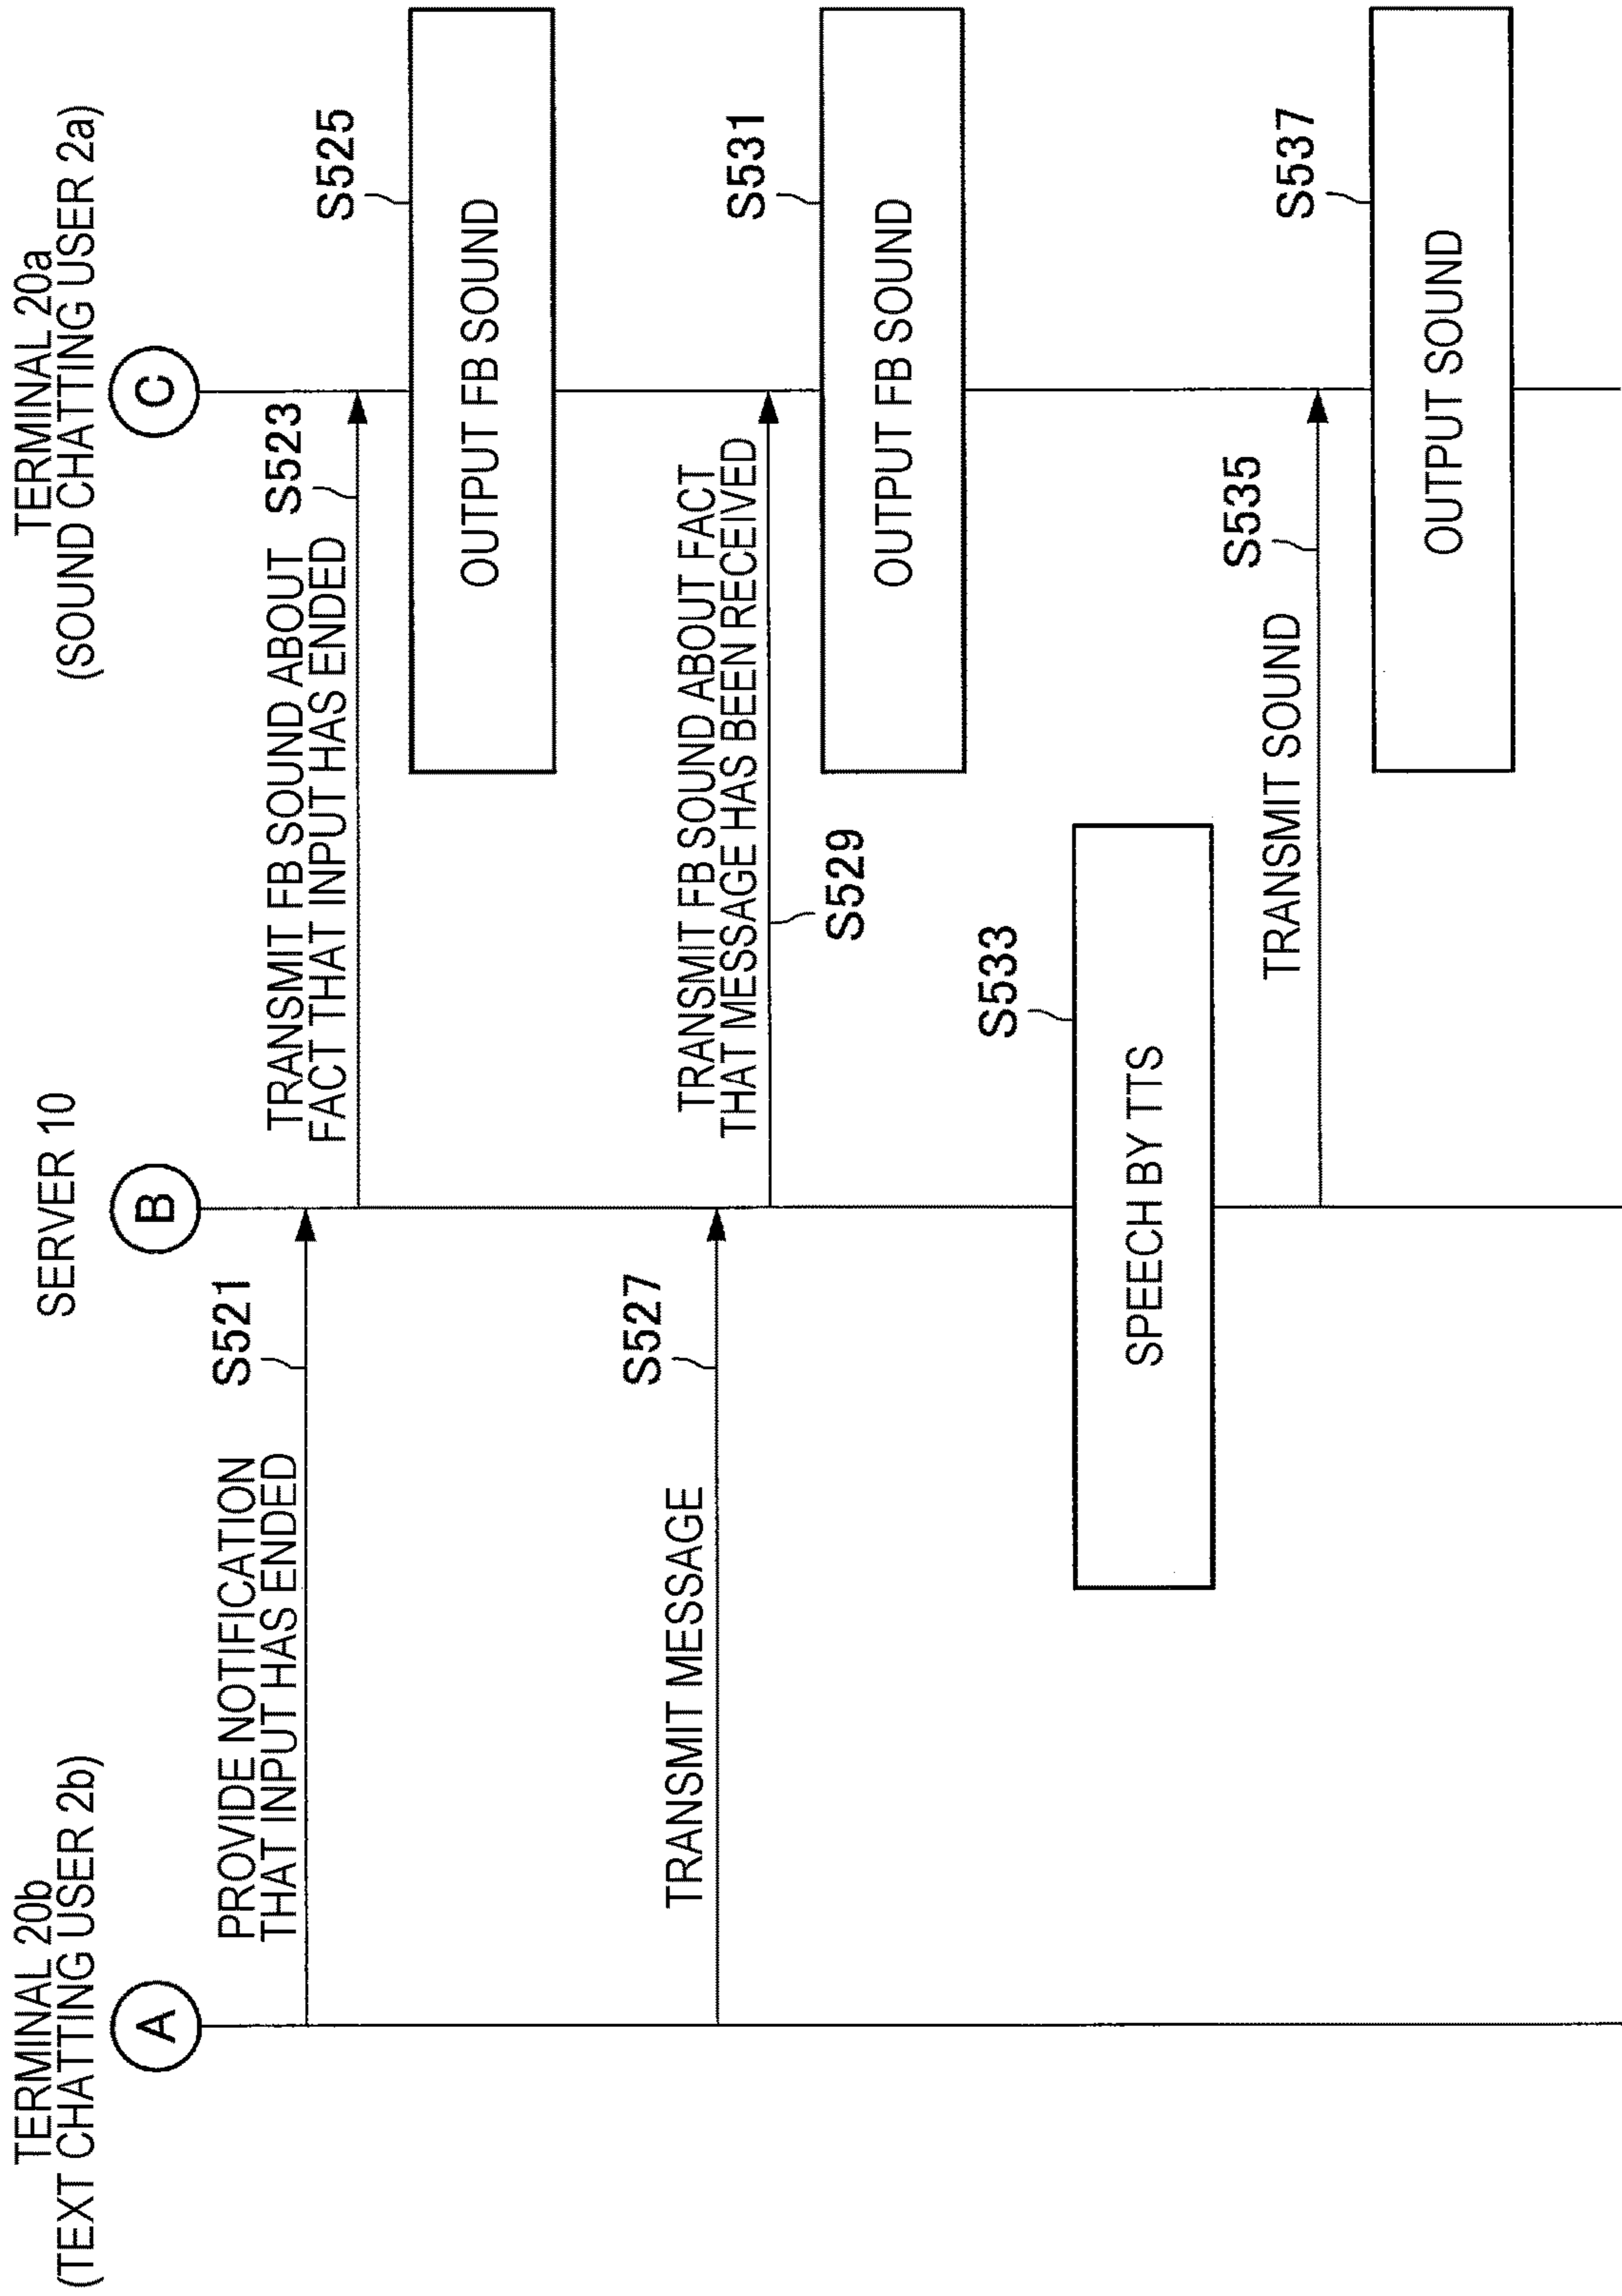 TERMINAL 20b
(TEXT CHATTING USER 2b)
SERVER 10
TERMINAL 20a
(SOUND CHATTING USER 2a)
A
B
C
PROVIDE NOTIFICATION
THAT INPUT HAS ENDED
S521
TRANSMIT FB SOUND ABOUT
FACT THAT INPUT HAS ENDED
S523
S525
OUTPUT FB SOUND
TRANSMIT MESSAGE
S527
TRANSMIT FB SOUND ABOUT FACT
THAT MESSAGE HAS BEEN RECEIVED
S529
S531
OUTPUT FB SOUND
S533
SPEECH BY TTS
TRANSMIT SOUND
S535
S537
OUTPUT SOUND